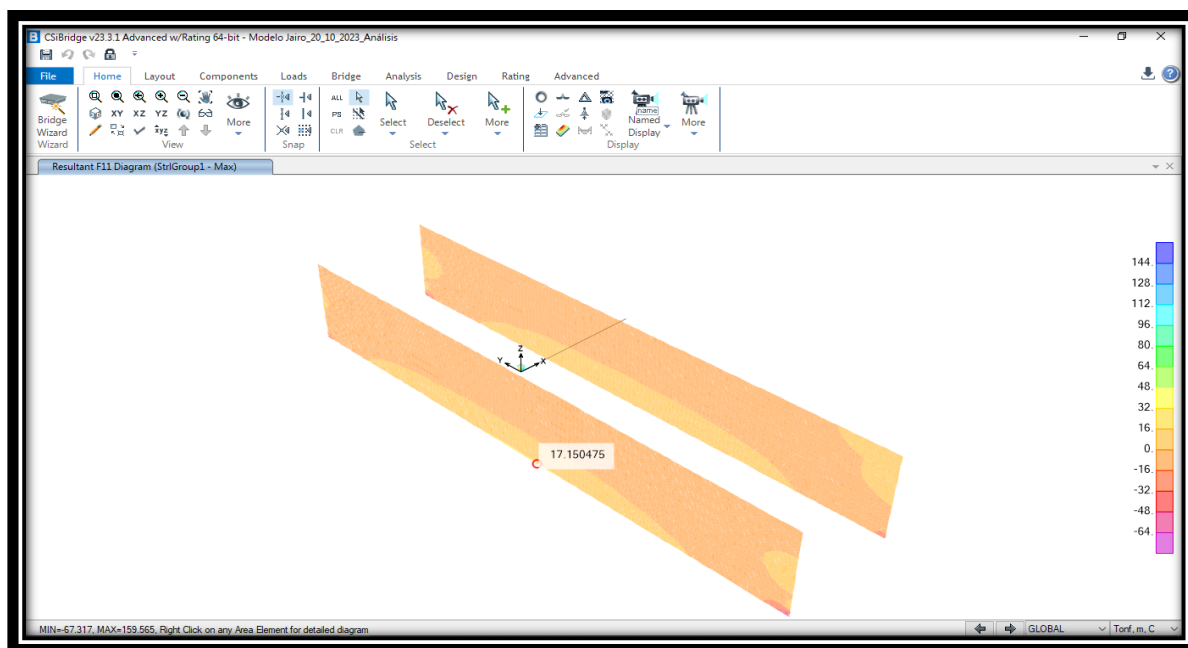 B CSiBridge v23.3.1 Advanced w/Rating 64-bit - Modelo Jairo_20_10_2023_Análisis
File Home Layout Components Loads Bridge Analysis Design Rating Advanced
Bridge Wizard
Wizard
XY XZ YZ
More
View
Snap
ALL
PS
CLR
Select
Deselect
More
Select
name
Named Display
More
Display
Resultant F11 Diagram (StrlGroup1 - Max)
144.
128.
112.
96.
80.
64.
48.
32.
16.
0.
-16.
-32.
-48.
-64.
Z
Y
X
17.150475
MIN=-67.317, MAX=159.565, Right Click on any Area Element for detailed diagram
GLOBAL
Tonf, m, C